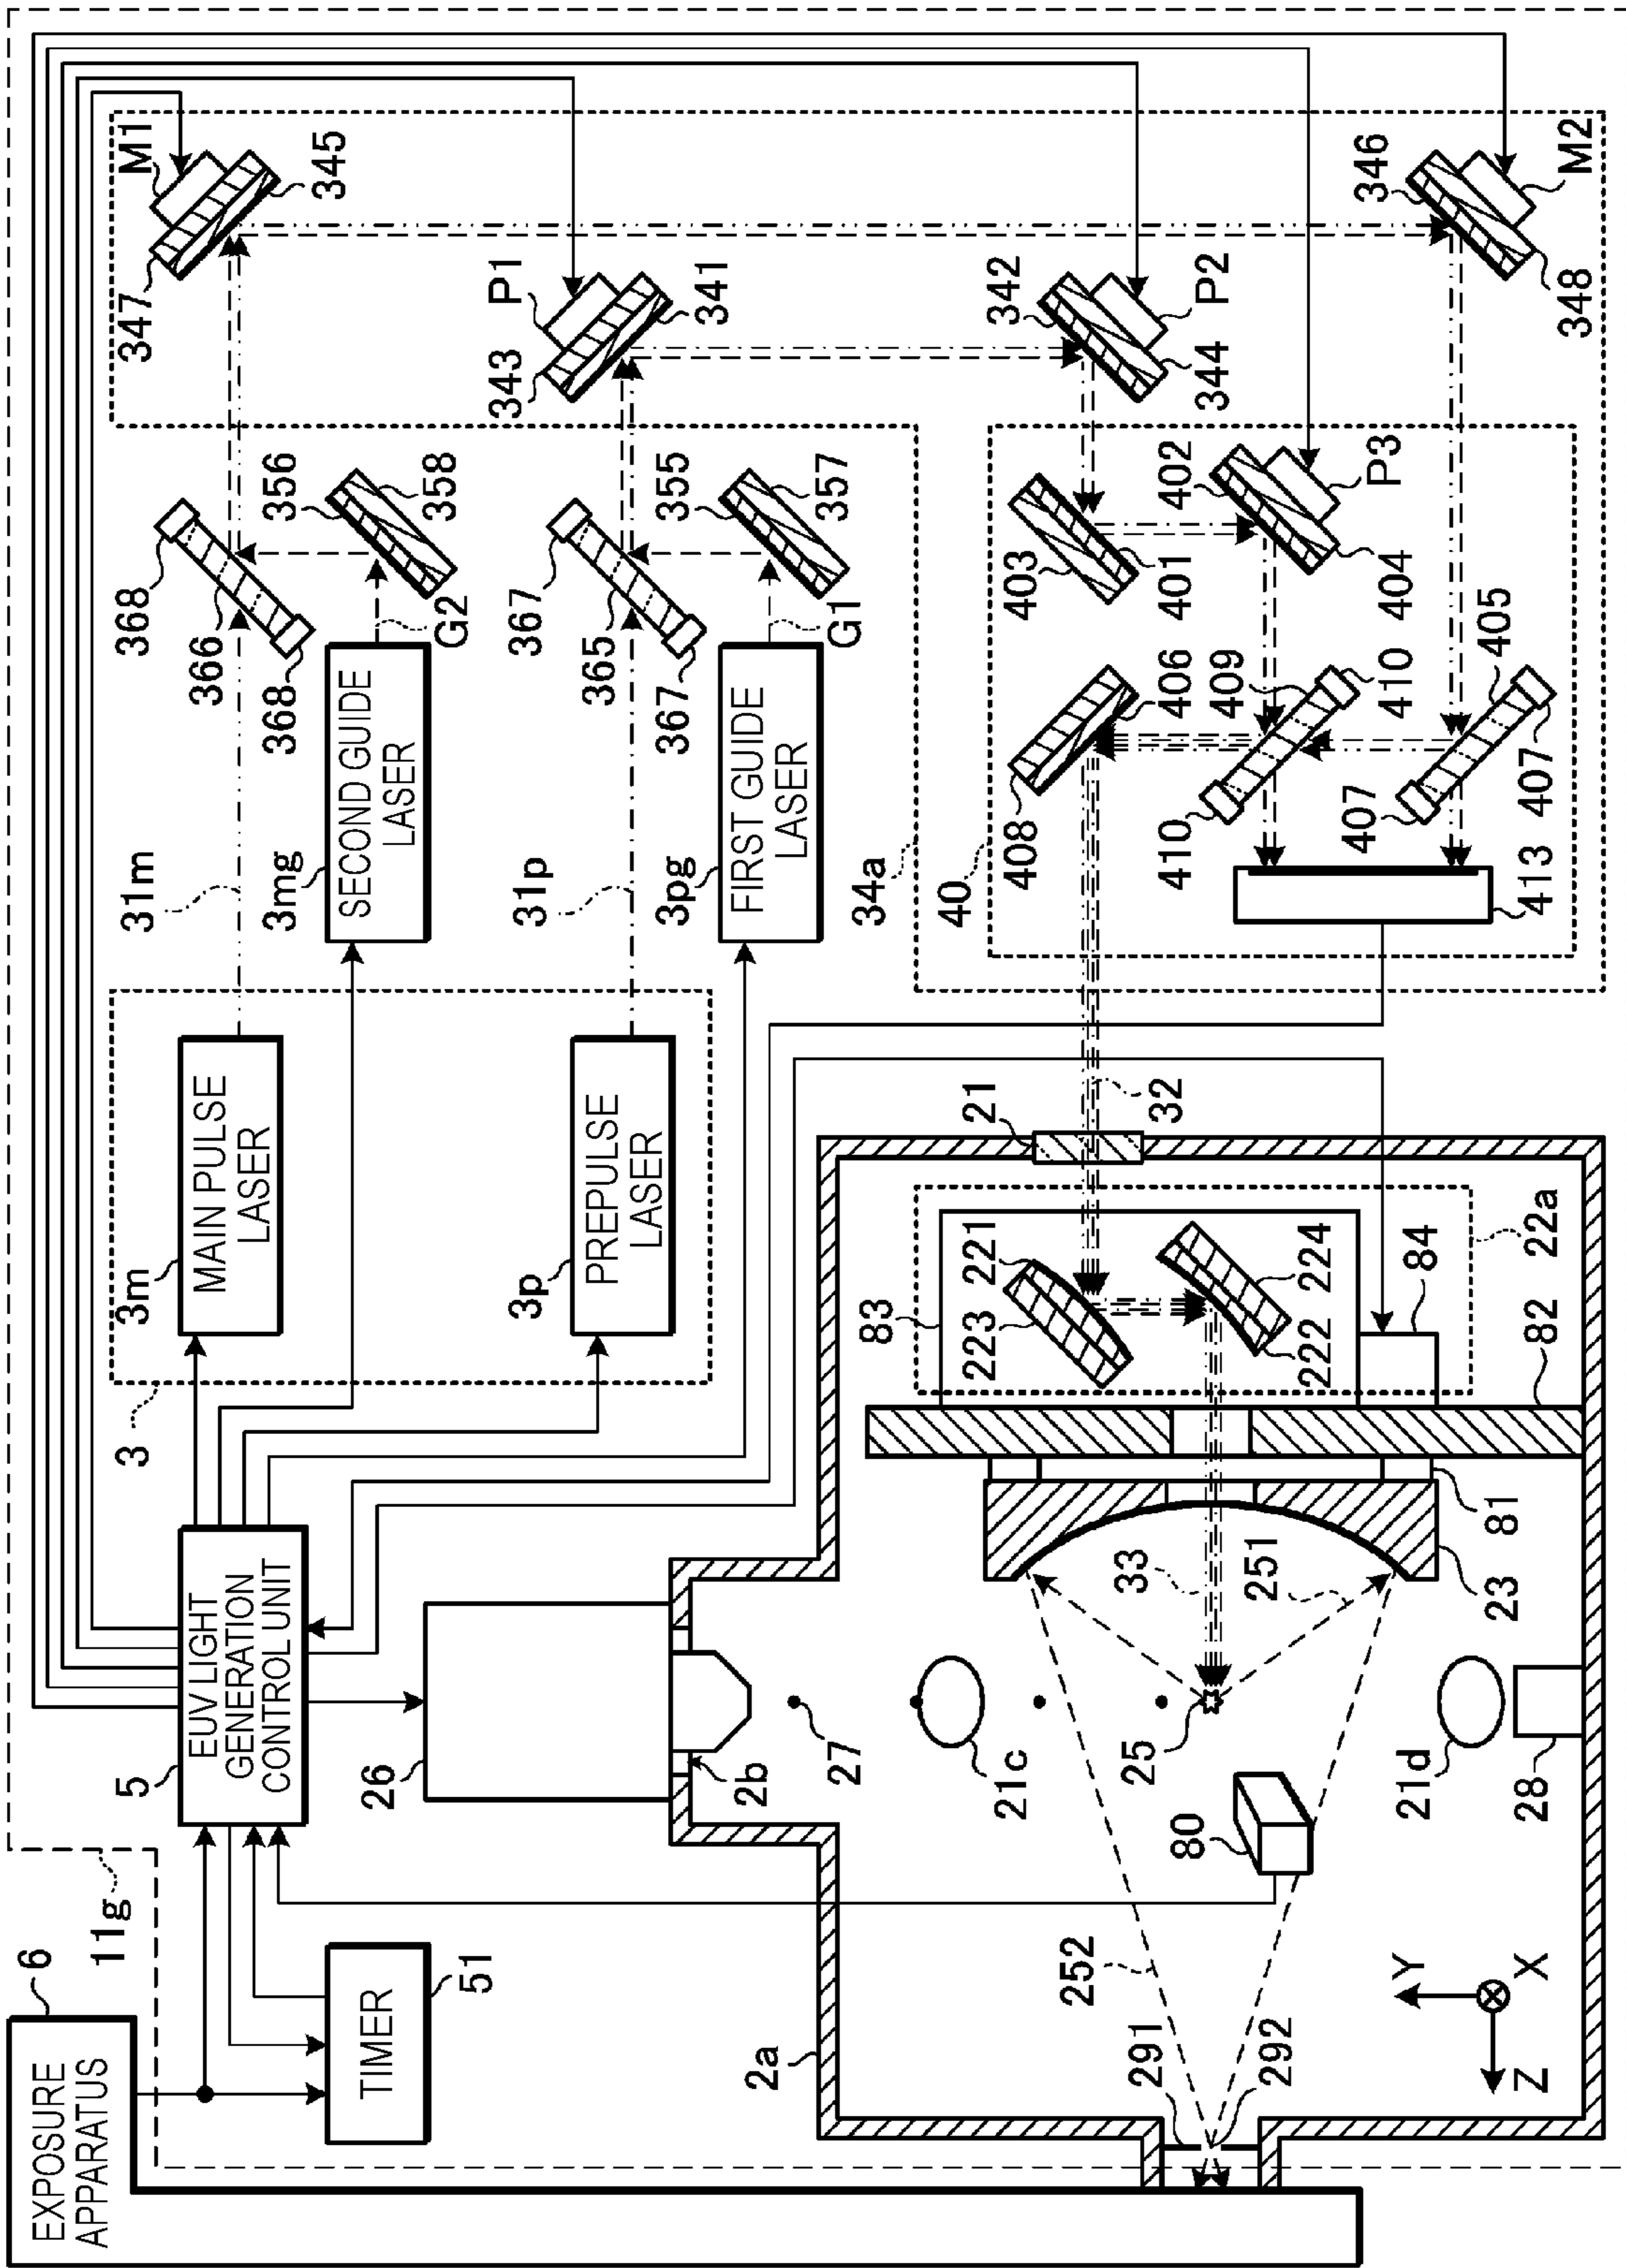 EXPOSURE
APPARATUS
6
11g
5
EUV LIGHT
GENERATION
CONTROL UNIT
TIMER
51
3
3m
MAIN PULSE
LASER
31m
3mg
SECOND GUIDE
LASER
G2
368
366
368
356
358
347
M1
345
3p
PREPULSE
LASER
31p
3pg
FIRST GUIDE
LASER
G1
367
365
367
355
357
343
P1
341
34a
40
408
406
403
401
402
404
P3
342
344
P2
346
348
M2
410
409
410
407
405
407
413
26
2b
27
21c
25
21d
28
80
2a
252
291
292
Y
X
Z
33
251
23
81
82
83
84
22a
221
223
222
224
21
32